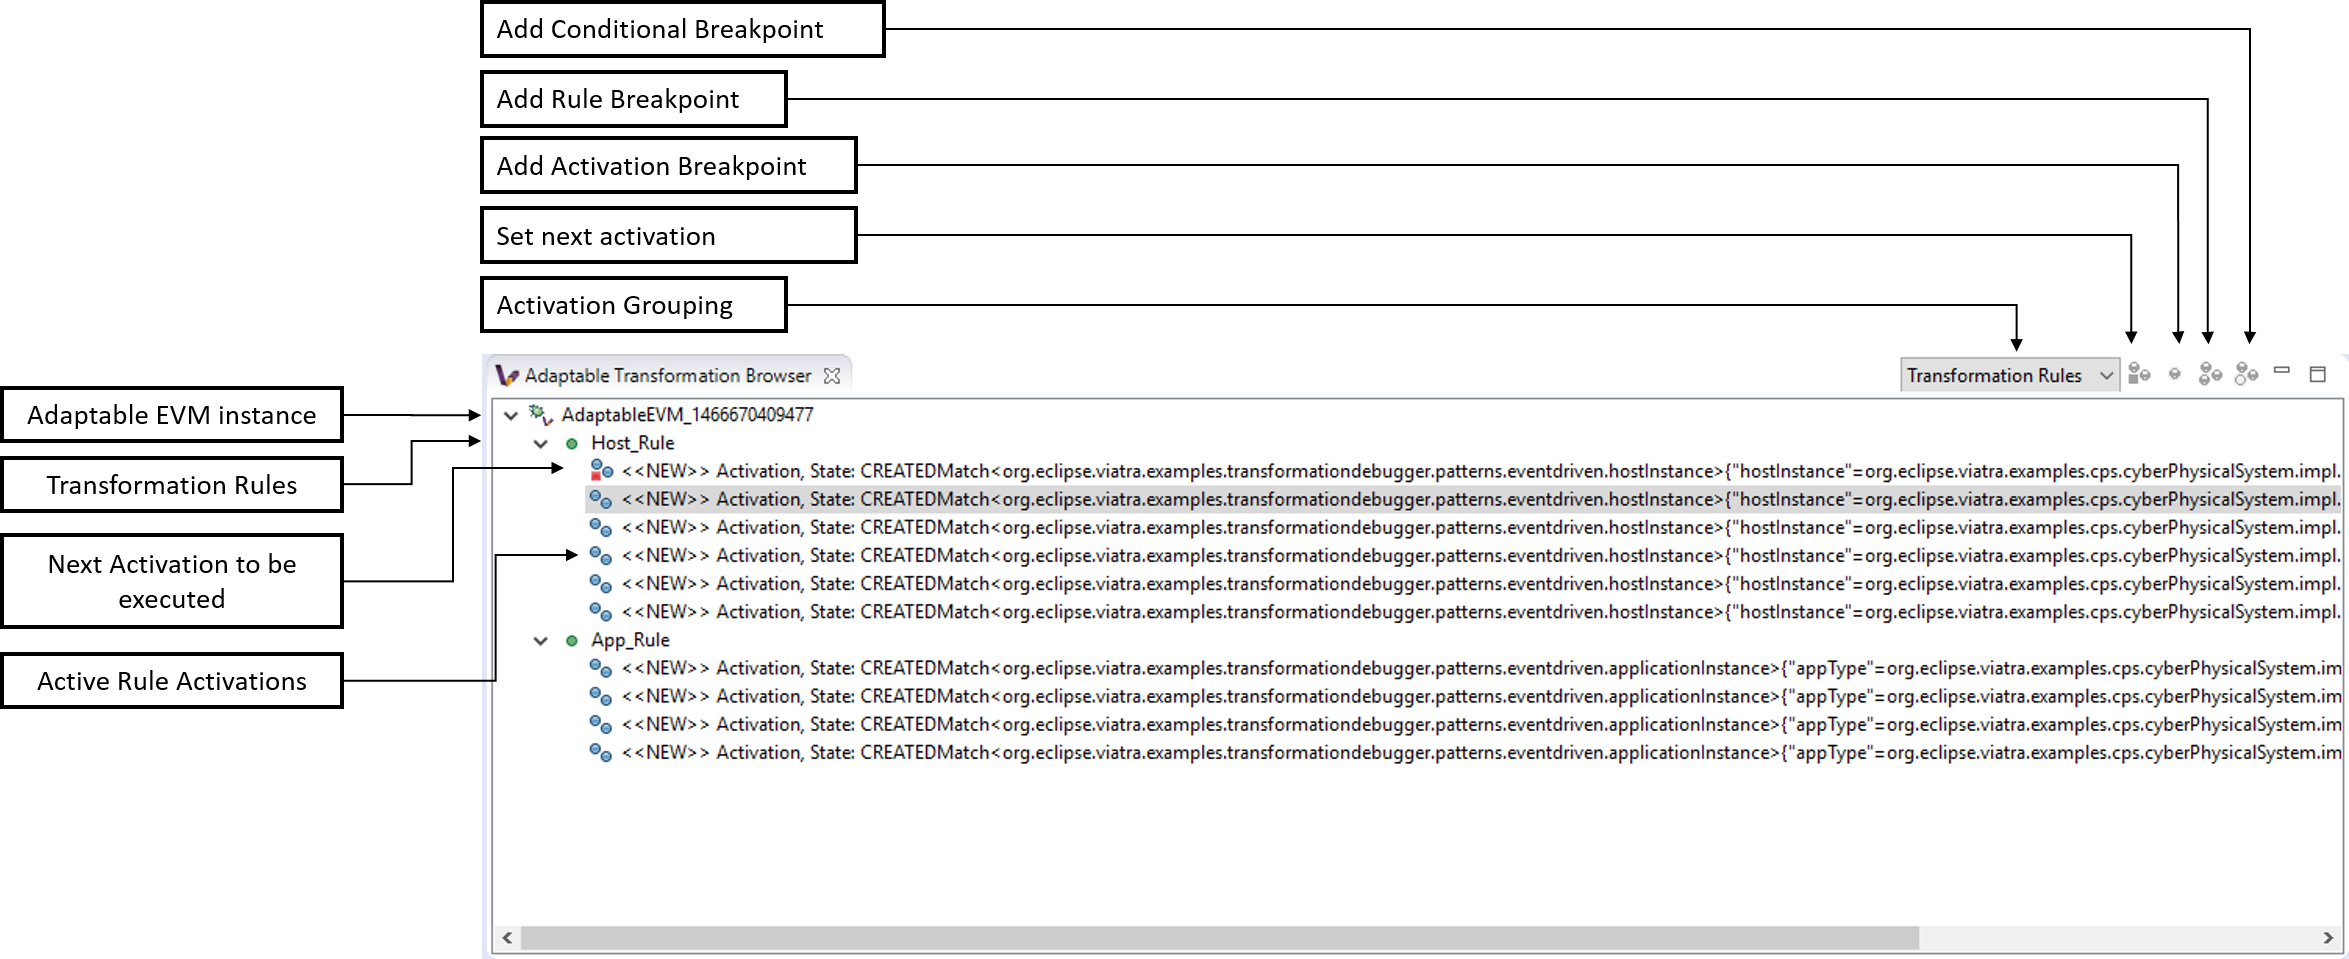 Add Conditional Breakpoint
Add Rule Breakpoint
Add Activation Breakpoint
Set next activation
Activation Grouping
Adaptable Transformation Browser
Transformation Rules
Adaptable EVM instance
Transformation Rules
Next Activation to be
executed
Active Rule Activations
AdaptableEVM_1466670409477
Host_Rule
<<NEW>> Activation, State: CREATEDMatch<org.eclipse.viatra.examples.transformationdebugger.patterns.eventdriven.hostInstance>{"hostInstance"=org.eclipse.viatra.examples.cps.cyberPhysicalSystem.impl.
<<NEW>> Activation, State: CREATEDMatch<org.eclipse.viatra.examples.transformationdebugger.patterns.eventdriven.hostInstance>{"hostInstance"=org.eclipse.viatra.examples.cps.cyberPhysicalSystem.impl.
<<NEW>> Activation, State: CREATEDMatch<org.eclipse.viatra.examples.transformationdebugger.patterns.eventdriven.hostInstance>{"hostInstance"=org.eclipse.viatra.examples.cps.cyberPhysicalSystem.impl.
<<NEW>> Activation, State: CREATEDMatch<org.eclipse.viatra.examples.transformationdebugger.patterns.eventdriven.hostInstance>{"hostInstance"=org.eclipse.viatra.examples.cps.cyberPhysicalSystem.impl.
<<NEW>> Activation, State: CREATEDMatch<org.eclipse.viatra.examples.transformationdebugger.patterns.eventdriven.hostInstance>{"hostInstance"=org.eclipse.viatra.examples.cps.cyberPhysicalSystem.impl.
<<NEW>> Activation, State: CREATEDMatch<org.eclipse.viatra.examples.transformationdebugger.patterns.eventdriven.hostInstance>{"hostInstance"=org.eclipse.viatra.examples.cps.cyberPhysicalSystem.impl.
App_Rule
<<NEW>> Activation, State: CREATEDMatch<org.eclipse.viatra.examples.transformationdebugger.patterns.eventdriven.applicationInstance>{"appType"=org.eclipse.viatra.examples.cps.cyberPhysicalSystem.im
<<NEW>> Activation, State: CREATEDMatch<org.eclipse.viatra.examples.transformationdebugger.patterns.eventdriven.applicationInstance>{"appType"=org.eclipse.viatra.examples.cps.cyberPhysicalSystem.im
<<NEW>> Activation, State: CREATEDMatch<org.eclipse.viatra.examples.transformationdebugger.patterns.eventdriven.applicationInstance>{"appType"=org.eclipse.viatra.examples.cps.cyberPhysicalSystem.im
<<NEW>> Activation, State: CREATEDMatch<org.eclipse.viatra.examples.transformationdebugger.patterns.eventdriven.applicationInstance>{"appType"=org.eclipse.viatra.examples.cps.cyberPhysicalSystem.im